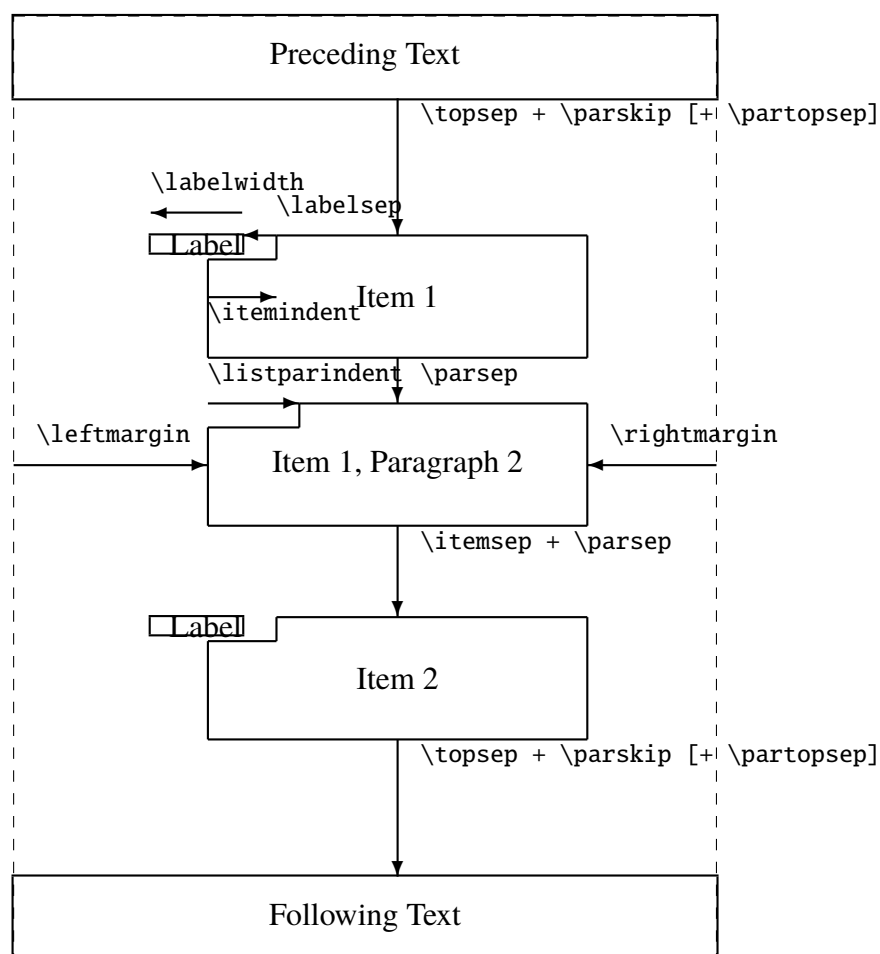 Preceding Text
\topsep + \parskip [+ \partopsep]
\labelwidth
\labelsep
Label
Item 1
\itemindent
\listparindent \parsep
\leftmargin
\rightmargin
Item 1, Paragraph 2
\itemsep + \parsep
Label
Item 2
\topsep + \parskip [+ \partopsep]
Following Text